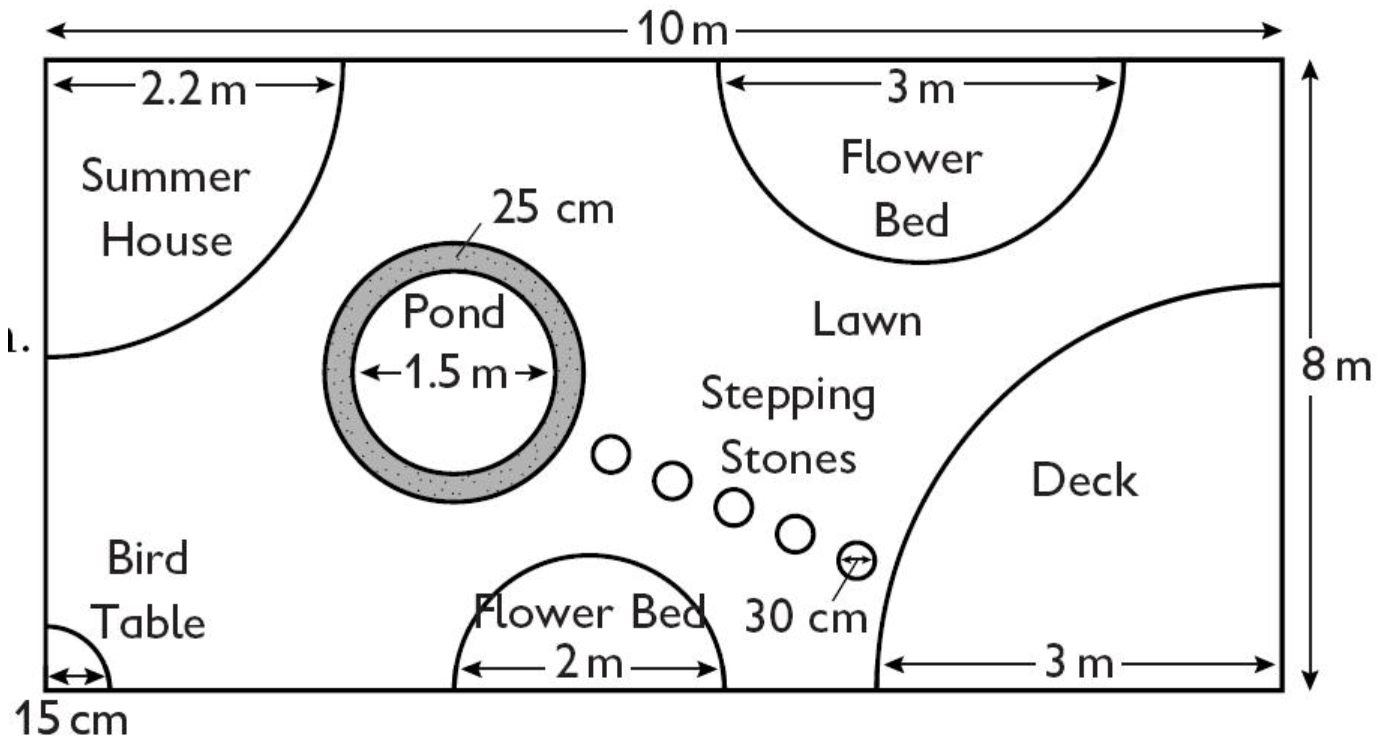 10 m
2.2 m
3 m
Summer
House
Flower
Bed
25 cm
Pond
1.5 m
Lawn
8 m
Stepping
Stones
Deck
Bird
Table
Flower Bed
30 cm
2 m
3 m
15 cm